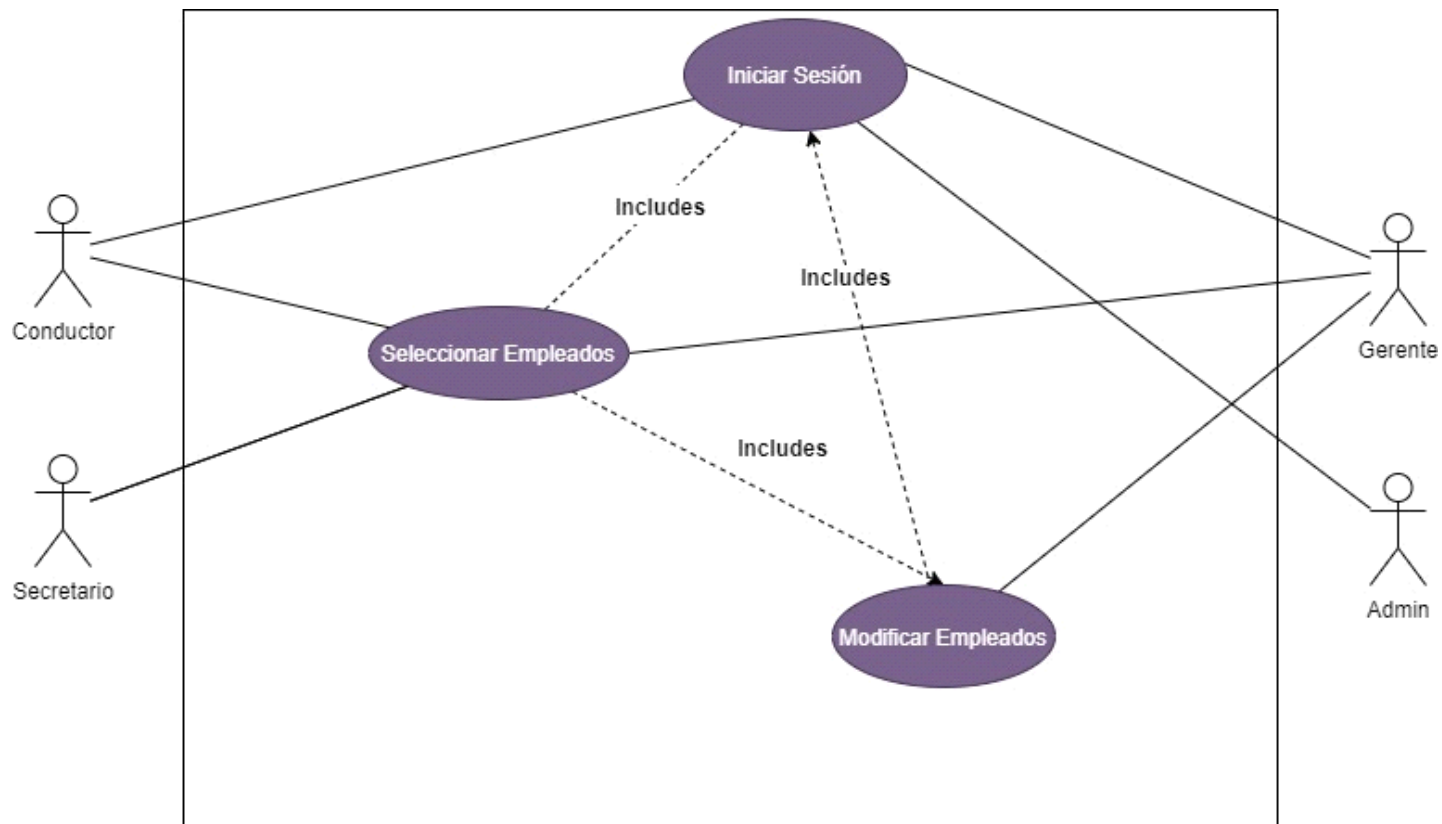 Iniciar Sesión
Includes
Includes
Conductor
Gerente
Seleccionar Empleados
Includes
Secretario
Admin
Modificar Empleados